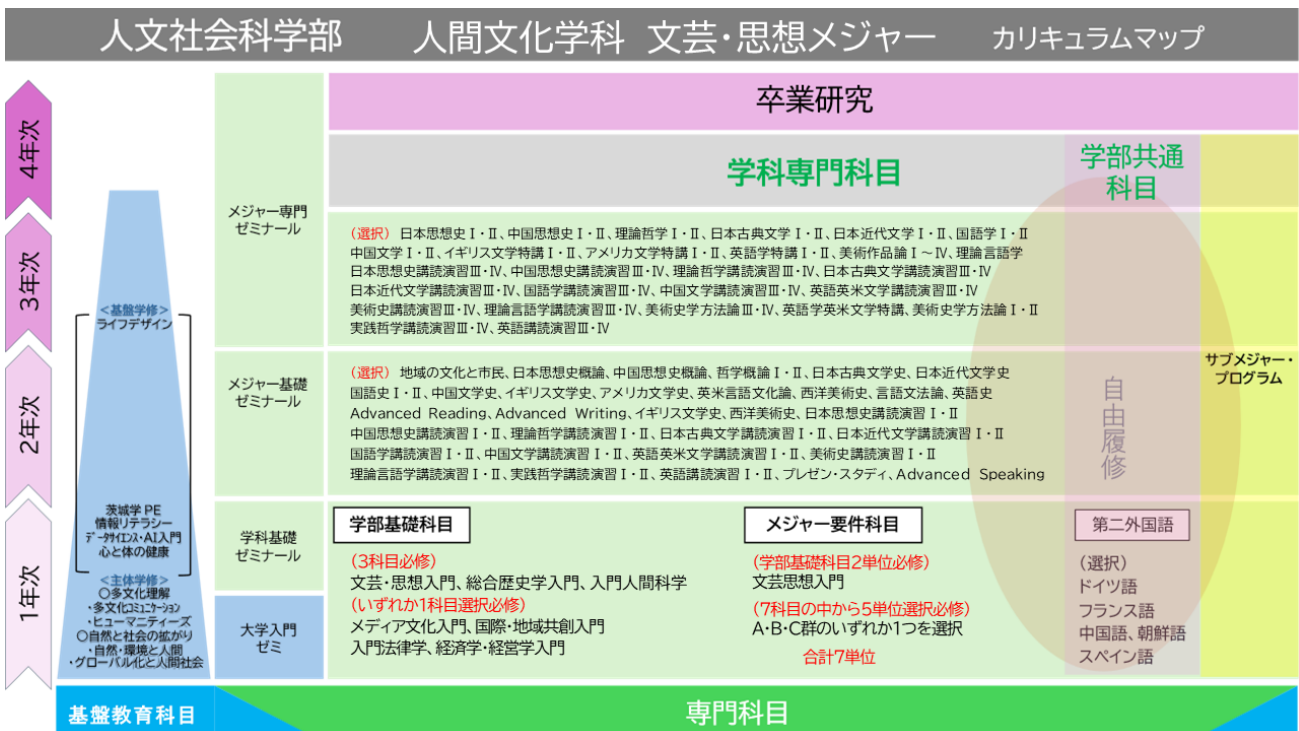 人文社会科学部 人間文化学科 文芸・思想メジャー カリキュラムマップ
4年次
3年次
2年次
1年次
<基盤学修>
ライフデザイン
茨城学 PE
情報リテラシー
データサイエンス・AI入門
心と体の健康
<主体学修>
〇多文化理解
・多文化コミュニケーション
・ヒューマニティーズ
〇自然と社会の拡がり
・自然・環境と人間
・グローバル化と人間社会
基盤教育科目
メジャー専門
ゼミナール
メジャー基礎
ゼミナール
学科基礎
ゼミナール
大学入門
ゼミ
卒業研究
学科専門科目
学部共通
科目
(選択) 日本思想史Ⅰ・Ⅱ、中国思想史Ⅰ・Ⅱ、理論哲学Ⅰ・Ⅱ、日本古典文学Ⅰ・Ⅱ、日本近代文学Ⅰ・Ⅱ、国語学Ⅰ・Ⅱ
中国文学Ⅰ・Ⅱ、イギリス文学特講Ⅰ・Ⅱ、アメリカ文学特講Ⅰ・Ⅱ、英語学特講Ⅰ・Ⅱ、美術作品論Ⅰ～Ⅳ、理論言語学
日本思想史講読演習Ⅲ・Ⅳ、中国思想史講読演習Ⅲ・Ⅳ、理論哲学講読演習Ⅲ・Ⅳ、日本古典文学講読演習Ⅲ・Ⅳ
日本近代文学講読演習Ⅲ・Ⅳ、国語学講読演習Ⅲ・Ⅳ、中国文学講読演習Ⅲ・Ⅳ、英語英米文学講読演習Ⅲ・Ⅳ
美術史講読演習Ⅲ・Ⅳ、理論言語学講読演習Ⅲ・Ⅳ、美術史学方法論Ⅲ・Ⅳ、英語学英米文学特講、美術史学方法論Ⅰ・Ⅱ
実践哲学講読演習Ⅲ・Ⅳ、英語講読演習Ⅲ・Ⅳ
(選択) 地域の文化と市民、日本思想史概論、中国思想史概論、哲学概論Ⅰ・Ⅱ、日本古典文学史、日本近代文学史
国語史Ⅰ・Ⅱ、中国文学史、イギリス文学史、アメリカ文学史、英米言語文化論、西洋美術史、言語文法論、英語史
Advanced Reading、Advanced Writing、イギリス文学史、西洋美術史、日本思想史講読演習Ⅰ・Ⅱ
中国思想史講読演習Ⅰ・Ⅱ、理論哲学講読演習Ⅰ・Ⅱ、日本古典文学講読演習Ⅰ・Ⅱ、日本近代文学講読演習Ⅰ・Ⅱ
国語学講読演習Ⅰ・Ⅱ、中国文学講読演習Ⅰ・Ⅱ、英語英米文学講読演習Ⅰ・Ⅱ、美術史講読演習Ⅰ・Ⅱ
理論言語学講読演習Ⅰ・Ⅱ、実践哲学講読演習Ⅰ・Ⅱ、英語講読演習Ⅰ・Ⅱ、プレゼン・スタディ、Advanced Speaking
自由履修
サブメジャー・
プログラム
学部基礎科目
(3科目必修)
文芸・思想入門、総合歴史学入門、入門人間科学
(いずれか1科目選択必修)
メディア文化入門、国際・地域共創入門
入門法律学、経済学・経営学入門
メジャー要件科目
(学部基礎科目2単位必修)
文芸思想入門
(7科目の中から5単位選択必修)
A・B・C群のいずれか1つを選択
合計7単位
第二外国語
(選択)
ドイツ語
フランス語
中国語、朝鮮語
スペイン語
専門科目